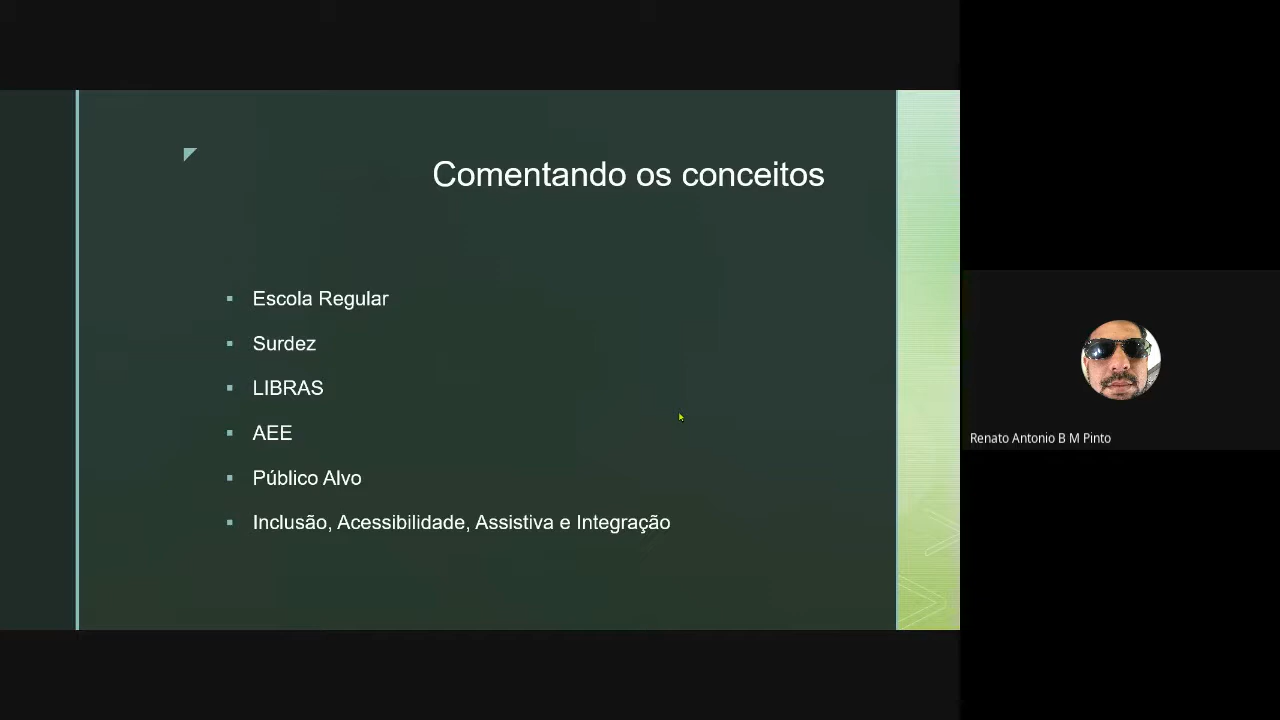 Comentando os conceitos
Escola Regular
Surdez
LIBRAS
AEE
Público Alvo
Inclusão, Acessibilidade, Assistiva e Integração
Renato Antonio B M Pinto